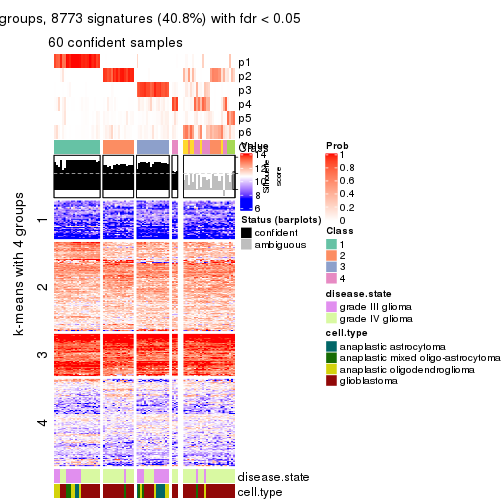 groups, 8773 signatures (40.8%) with fdr < 0.05
60 confident samples
p1
p2
p3
p4
p5
p6
Class
Silhouette
score
k-means with 4 groups
1
2
3
4
disease.state
cell.type
Value
14
12
10
8
6
Status (barplots)
confident
ambiguous
Prob
1
0.8
0.6
0.4
0.2
0
Class
1
2
3
4
disease.state
grade III glioma
grade IV glioma
cell.type
anaplastic astrocytoma
anaplastic mixed oligo-astrocytoma
anaplastic oligodendroglioma
glioblastoma